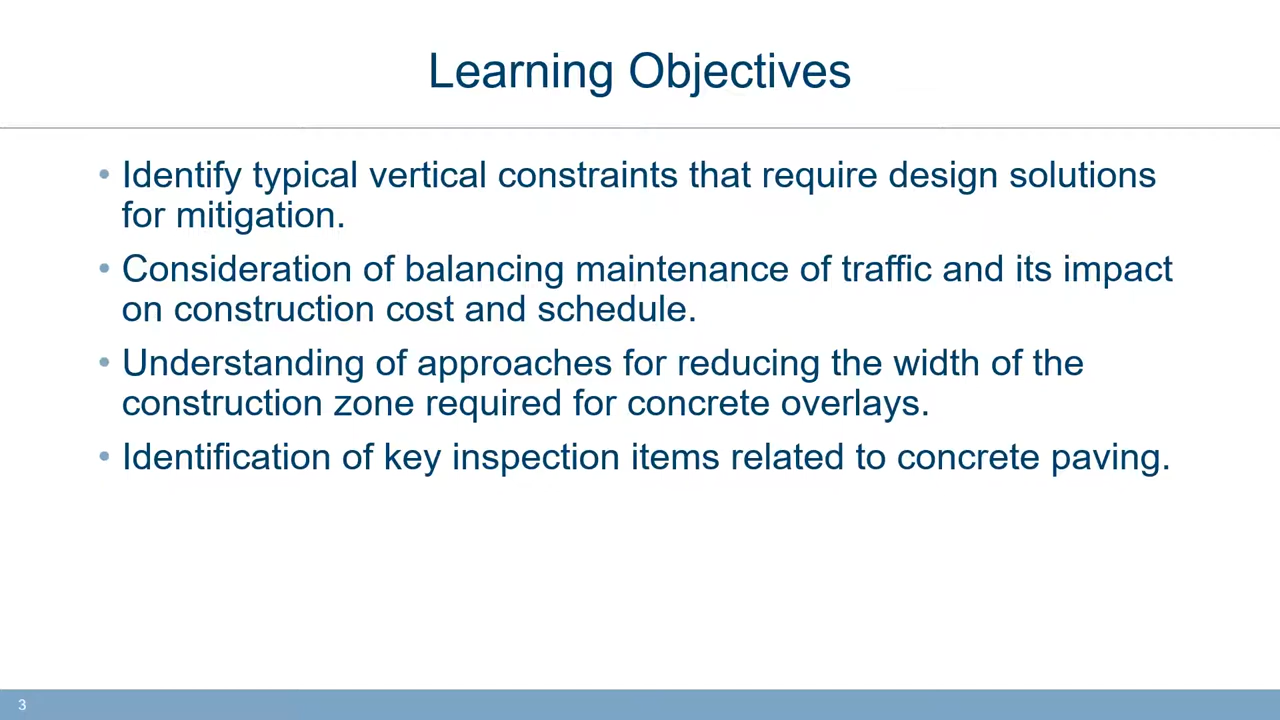 Learning Objectives
• Identify typical vertical constraints that require design solutions
for mitigation.
• Consideration of balancing maintenance of traffic and its impact
on construction cost and schedule.
• Understanding of approaches for reducing the width of the
construction zone required for concrete overlays.
• Identification of key inspection items related to concrete paving.
3